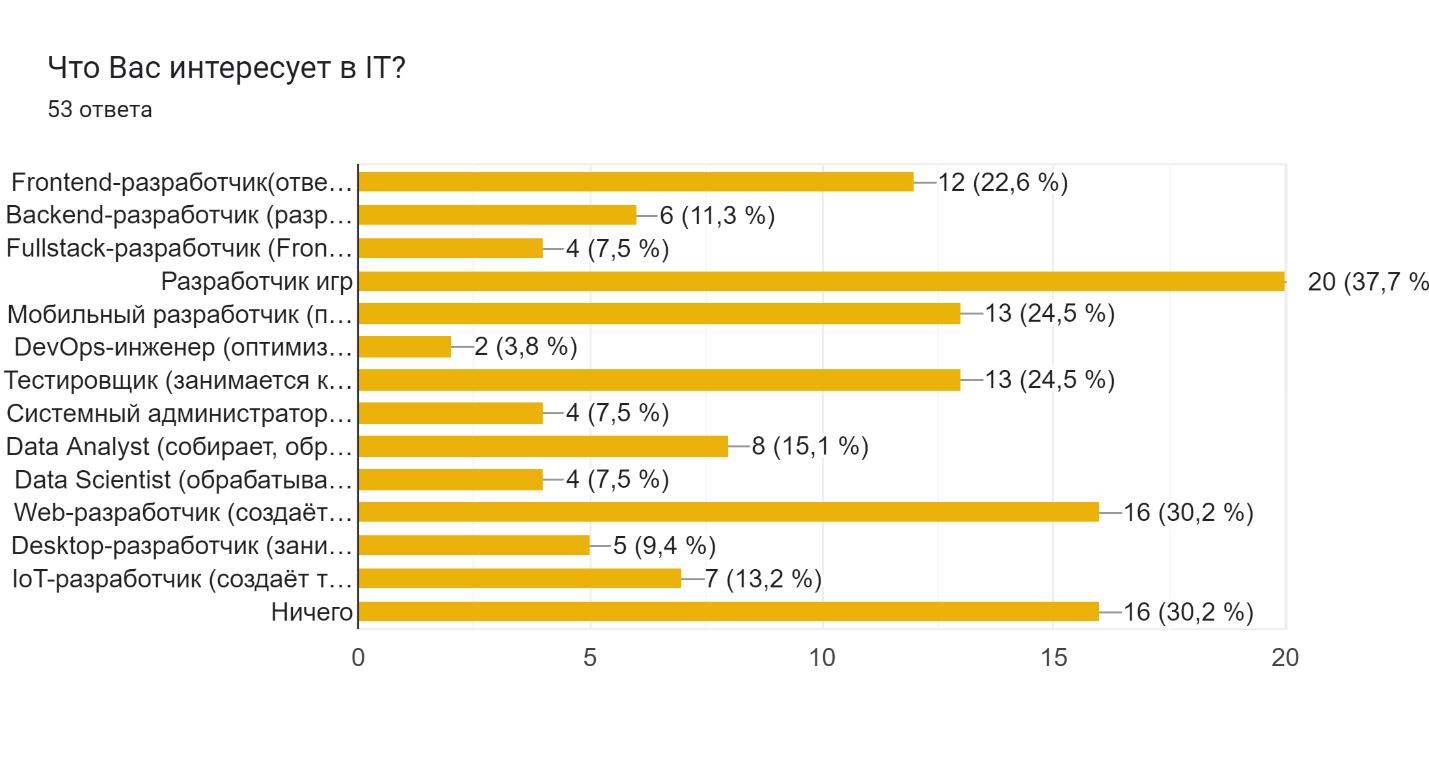 Что Вас интересует в IT?
53 ответа
Frontend-разработчик(отве… 12 (22,6 %)
Backend-разработчик (разр… 6 (11,3 %)
Fullstack-разработчик (Fron… 4 (7,5 %)
Разработчик игр 20 (37,7 %
Мобильный разработчик (п… 13 (24,5 %)
DevOps-инженер (оптимиз… 2 (3,8 %)
Тестировщик (занимается к… 13 (24,5 %)
Системный администратор… 4 (7,5 %)
Data Analyst (собирает, обр… 8 (15,1 %)
Data Scientist (обрабатыва… 4 (7,5 %)
Web-разработчик (создаёт… 16 (30,2 %)
Desktop-разработчик (зани… 5 (9,4 %)
IoT-разработчик (создаёт т… 7 (13,2 %)
Ничего 16 (30,2 %)
0 5 10 15 20